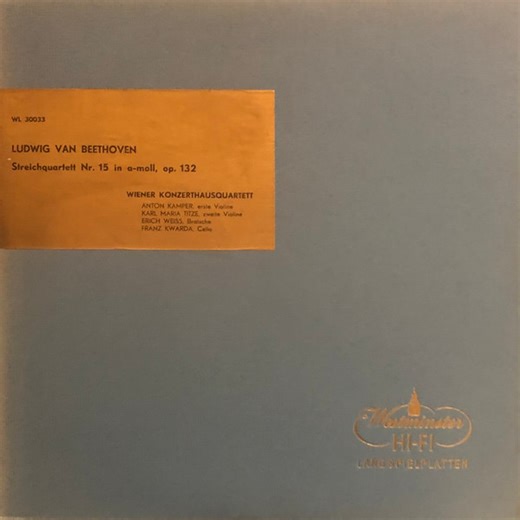 WL 20033
LUDWIG VAN BEETHOVEN
Streichquartett Nr. 15 in a-moll, op. 132
WIENER KONZERTHAUSQUARTETT
ANTON KAMPER, erste Violine
KARL MARIA TITZE, zweite Violine
ERICH WEISS, Bratsche
FRANZ KWARDA, Cello
Westminster
HI-FI
LANGSPIELPLATTEN